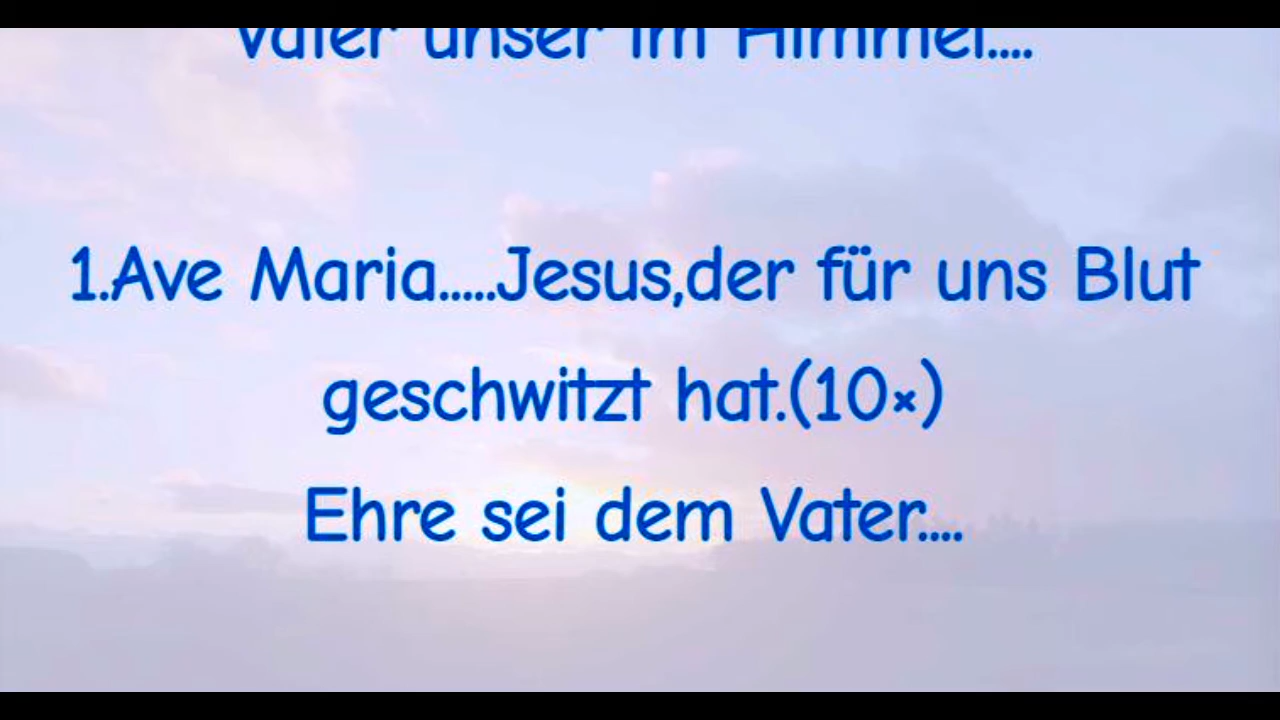 Vater unser im Himmel....
1.Ave Maria.....Jesus,der für uns Blut
geschwitzt hat.(10×)
Ehre sei dem Vater....